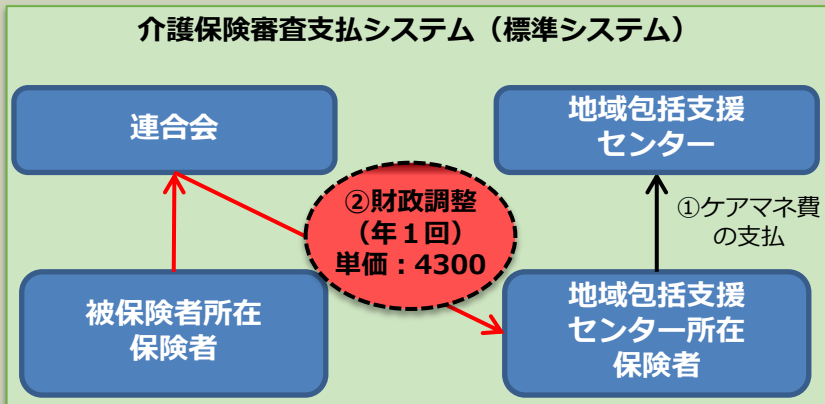 介護保険審査支払システム（標準システム）
連合会
地域包括支援
センター
②財政調整
（年１回）
単価：4300
①ケアマネ費
の支払
被保険者所在
保険者
地域包括支援
センター所在
保険者